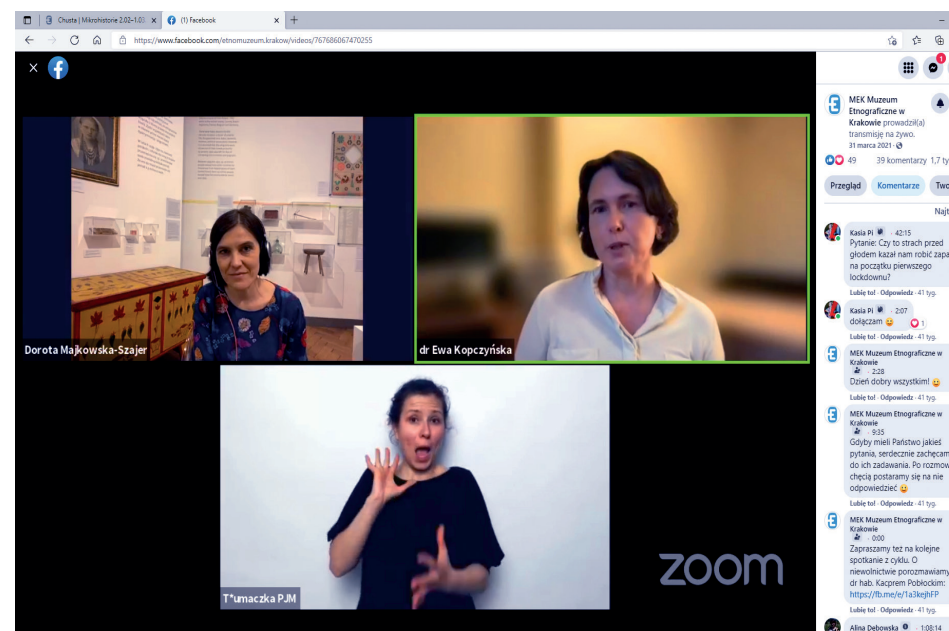 Chusta | Mikrohistorie 2.02–1.03
(1) Facebook
https://www.facebook.com/etnomuzeum.krakow/videos/767686067470255
1
MEK Muzeum
Etnograficzne w
Krakowie prowadził(a)
transmisję na żywo.
31 marca 2021
49
39 komentarzy 1,7 ty
Przegląd
Komentarze
Two
Najt
Kasia Pi · 42:15
Pytanie: Czy to strach przed
głodem kazał nam robić zapa
na początku pierwszego
lockdownu?
Lubię to! · Odpowiedz · 41 tyg.
Kasia Pi · 2:07
dołączam
1
Lubię to! · Odpowiedz · 41 tyg.
MEK Muzeum Etnograficzne w
Krakowie
· 2:28
Dzień dobry wszystkim!
Lubię to! · Odpowiedz · 41 tyg.
MEK Muzeum Etnograficzne w
Krakowie
· 9:35
Gdyby mieli Państwo jakieś
pytania, serdecznie zachęcam
do ich zadawania. Po rozmow
chęcią postaramy się na nie
odpowiedzieć
Lubię to! · Odpowiedz · 41 tyg.
MEK Muzeum Etnograficzne w
Krakowie
· 0:00
Zapraszamy też na kolejne
spotkanie z cyklu. O
niewolnictwie porozmawiamy
dr hab. Kacprem Pobłockim:
https://fb.me/e/1a3kejhFP
Lubię to! · Odpowiedz · 41 tyg.
Alina Dębowska · 1:08:14
Dorota Majkowska-Szajer
dr Ewa Kopczyńska
T*umaczka PJM
zoom